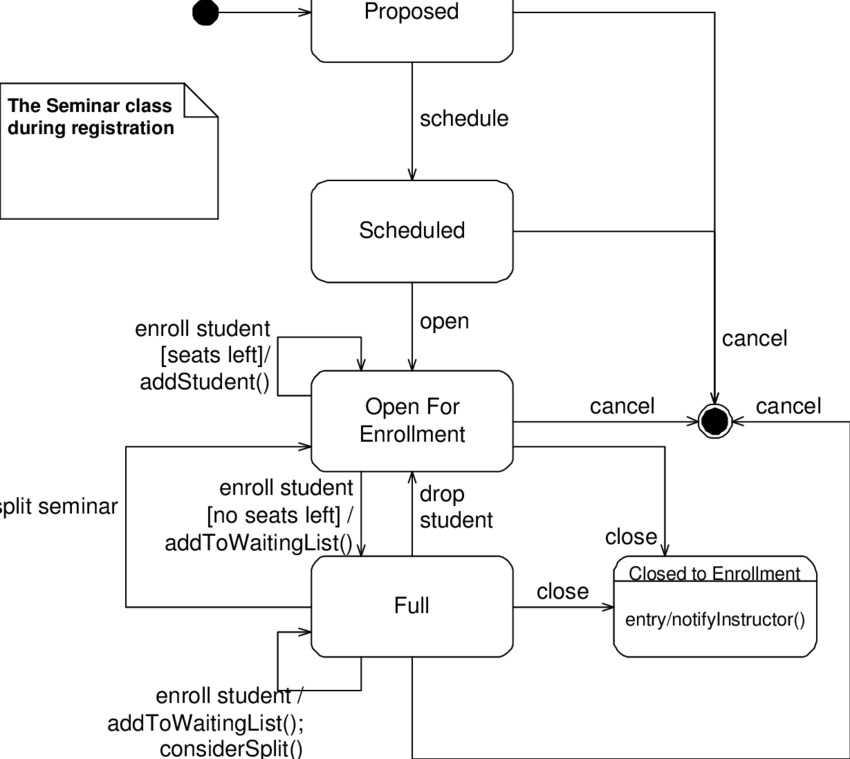 Proposed
The Seminar class
during registration
schedule
Scheduled
open
enroll student
[seats left]/
addStudent()
cancel
Open For
Enrollment
cancel
cancel
split seminar
enroll student
[no seats left] /
addToWaitingList()
drop
student
close
Closed to Enrollment
entry/notifyInstructor()
Full
close
enroll student /
addToWaitingList();
considerSplit()